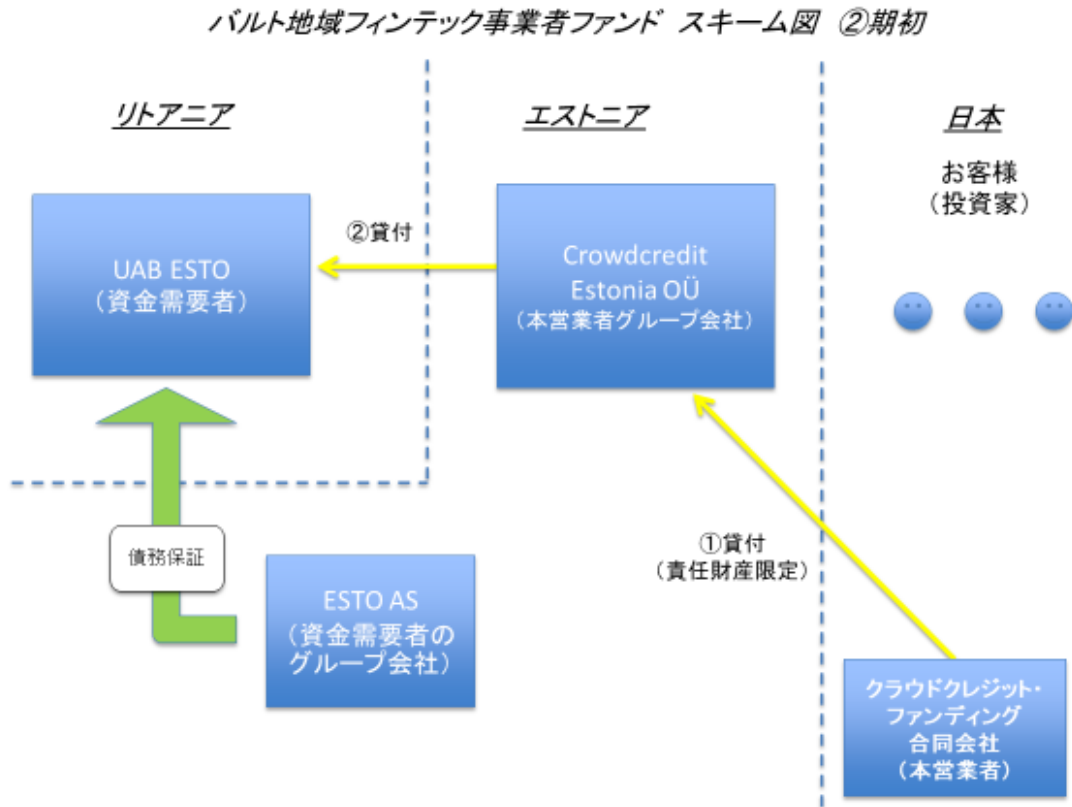 バルト地域フィンテック事業者ファンド スキーム図 ②期初
リトアニア
エストニア
日本
お客様
（投資家）
UAB ESTO
（資金需要者）
②貸付
Crowdcredit
Estonia OÜ
（本営業者グループ会社）
債務保証
ESTO AS
（資金需要者の
グループ会社）
①貸付
（責任財産限定）
クラウドクレジット・
ファンディング
合同会社
（本営業者）